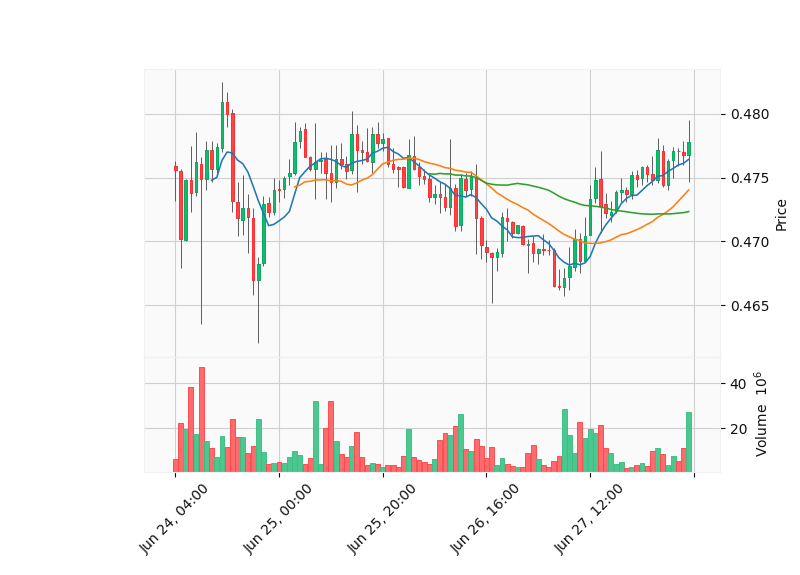 0.480
0.475
0.470
0.465
Price
40
20
Volume 10^6
Jun 24, 04:00
Jun 25, 00:00
Jun 25, 20:00
Jun 26, 16:00
Jun 27, 12:00